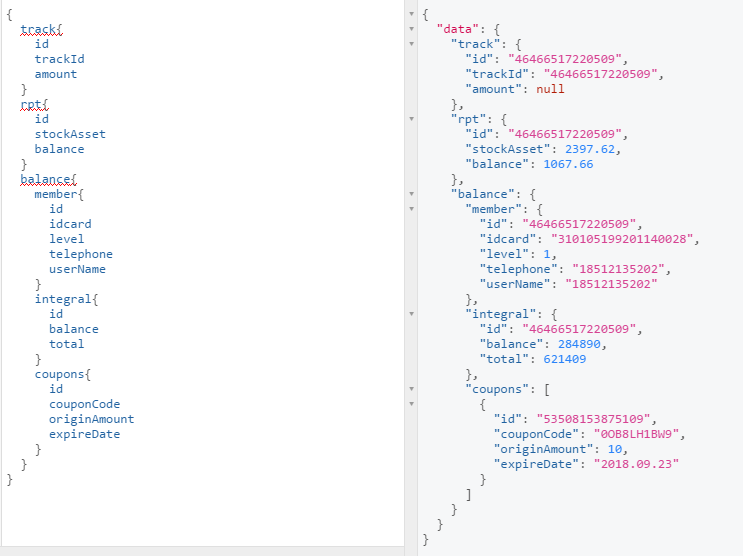 {
  track{
    id
    trackId
    amount
  }
  rpt{
    id
    stockAsset
    balance
  }
  balance{
    member{
      id
      idcard
      level
      telephone
      userName
    }
    integral{
      id
      balance
      total
    }
    coupons{
      id
      couponCode
      originAmount
      expireDate
    }
  }
}
{
  "data": {
    "track": {
      "id": "46466517220509",
      "trackId": "46466517220509",
      "amount": null
    },
    "rpt": {
      "id": "46466517220509",
      "stockAsset": 2397.62,
      "balance": 1067.66
    },
    "balance": {
      "member": {
        "id": "46466517220509",
        "idcard": "310105199201140028",
        "level": 1,
        "telephone": "18512135202",
        "userName": "18512135202"
      },
      "integral": {
        "id": "46466517220509",
        "balance": 284890,
        "total": 621409
      },
      "coupons": [
        {
          "id": "53508153875109",
          "couponCode": "0OB8LH1BW9",
          "originAmount": 10,
          "expireDate": "2018.09.23"
        }
      ]
    }
  }
}